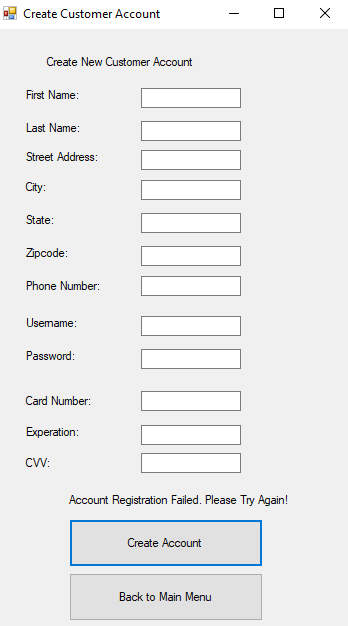 Create Customer Account
Create New Customer Account
First Name:
Last Name:
Street Address:
City:
State:
Zipcode:
Phone Number:
Username:
Password:
Card Number:
Experation:
CVV:
Account Registration Failed. Please Try Again!
Create Account
Back to Main Menu